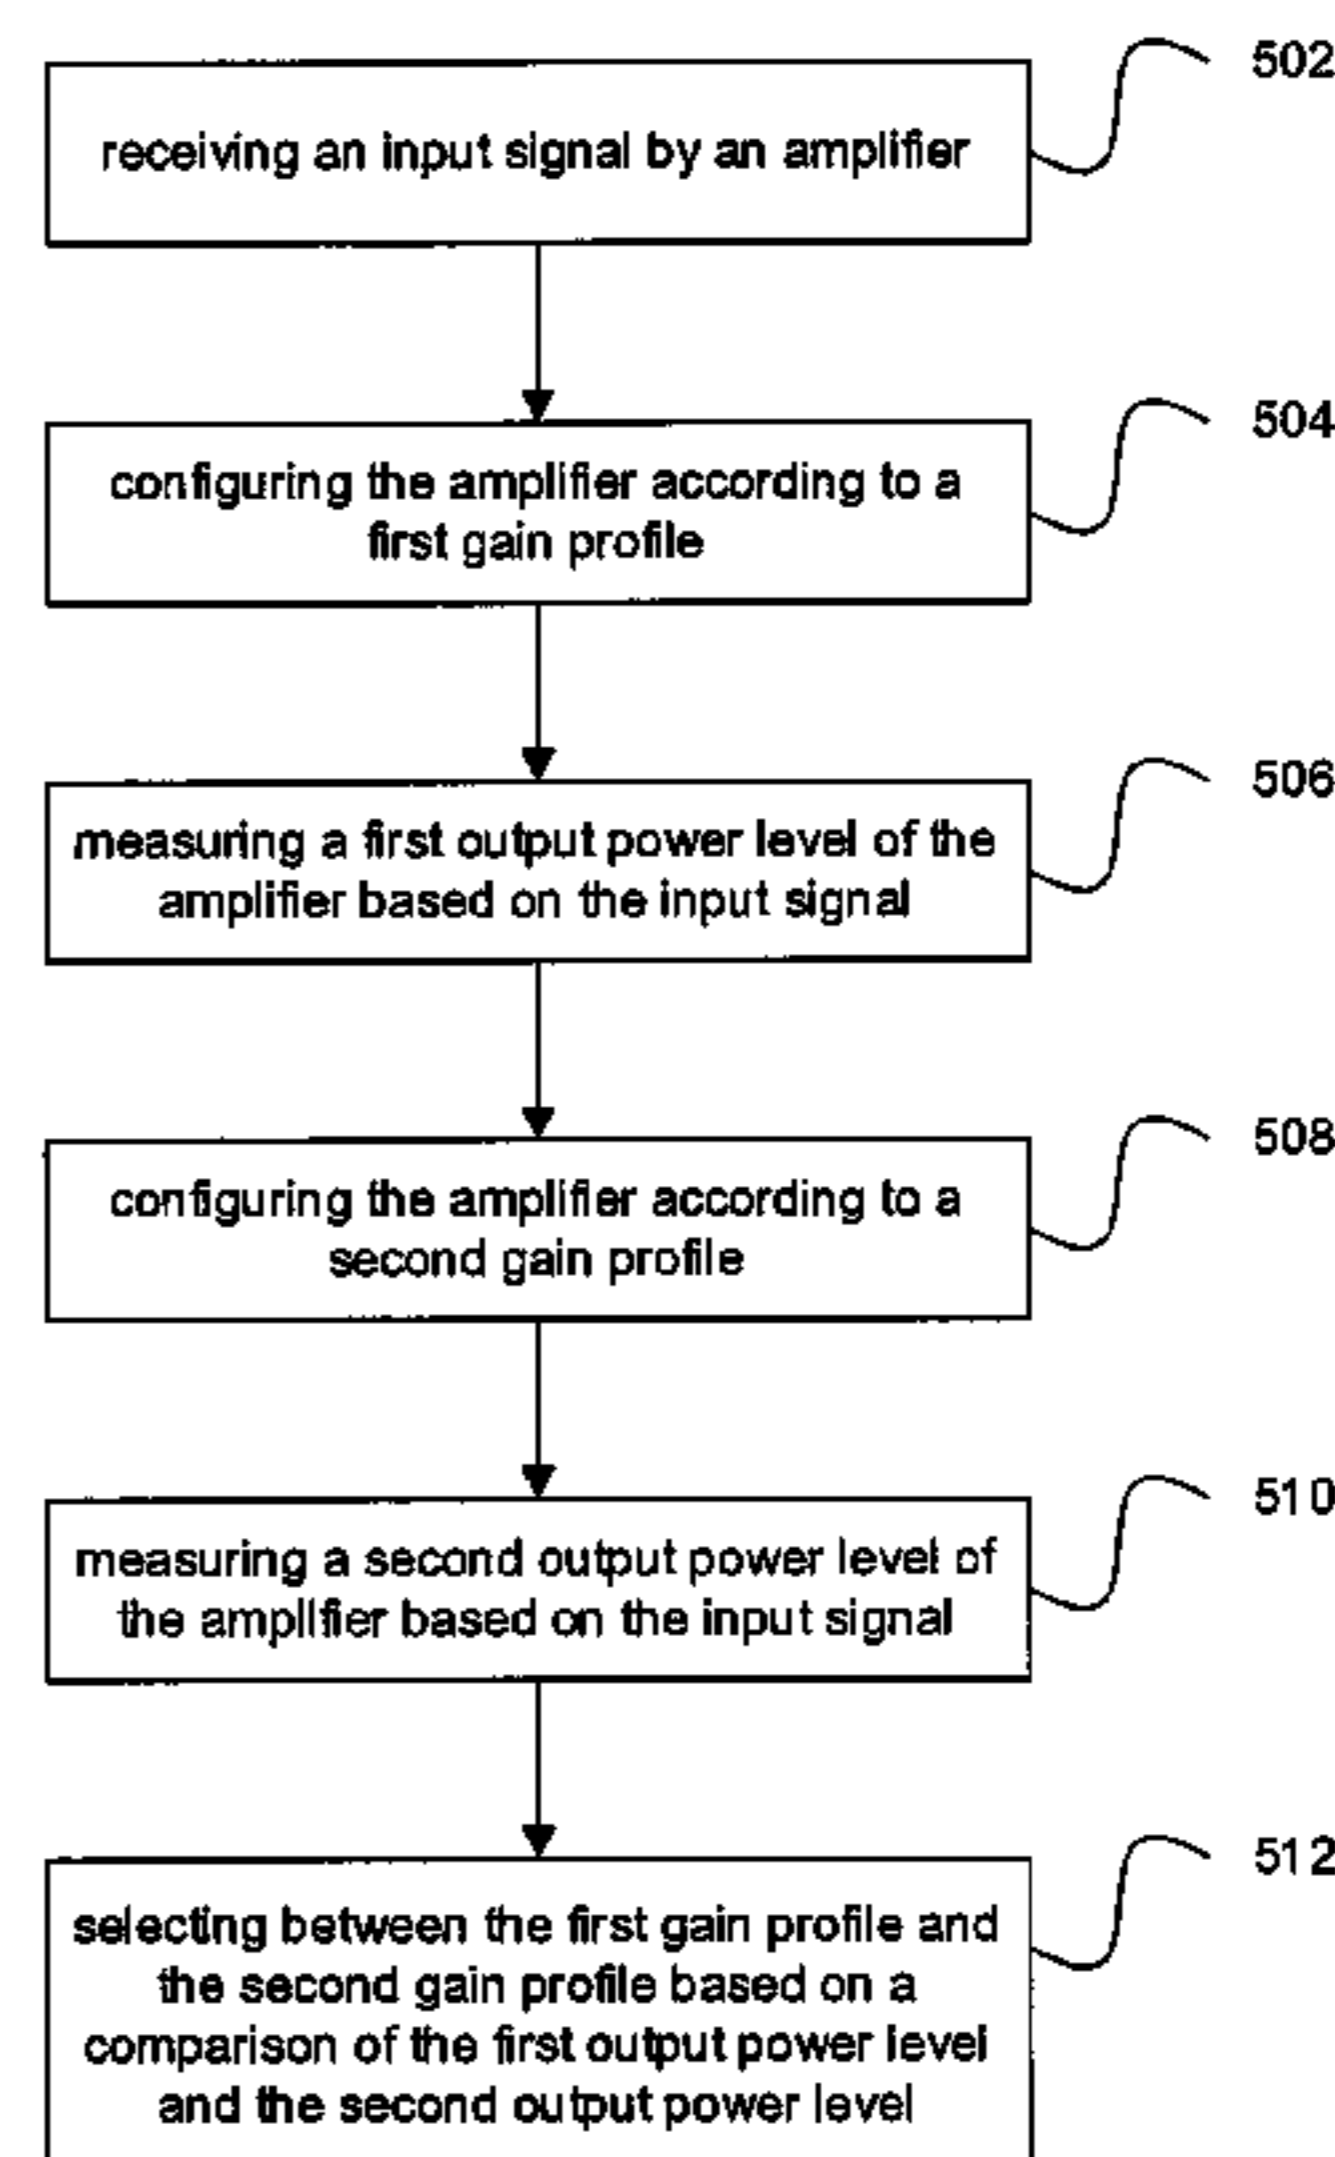 502
receiving an input signal by an amplifier
504
configuring the amplifier according to a
first gain profile
506
measuring a first output power level of the
amplifier based on the input signal
508
configuring the amplifier according to a
second gain profile
510
measuring a second output power level of
the amplifier based on the input signal
512
selecting between the first gain profile and
the second gain profile based on a
comparison of the first output power level
and the second output power level